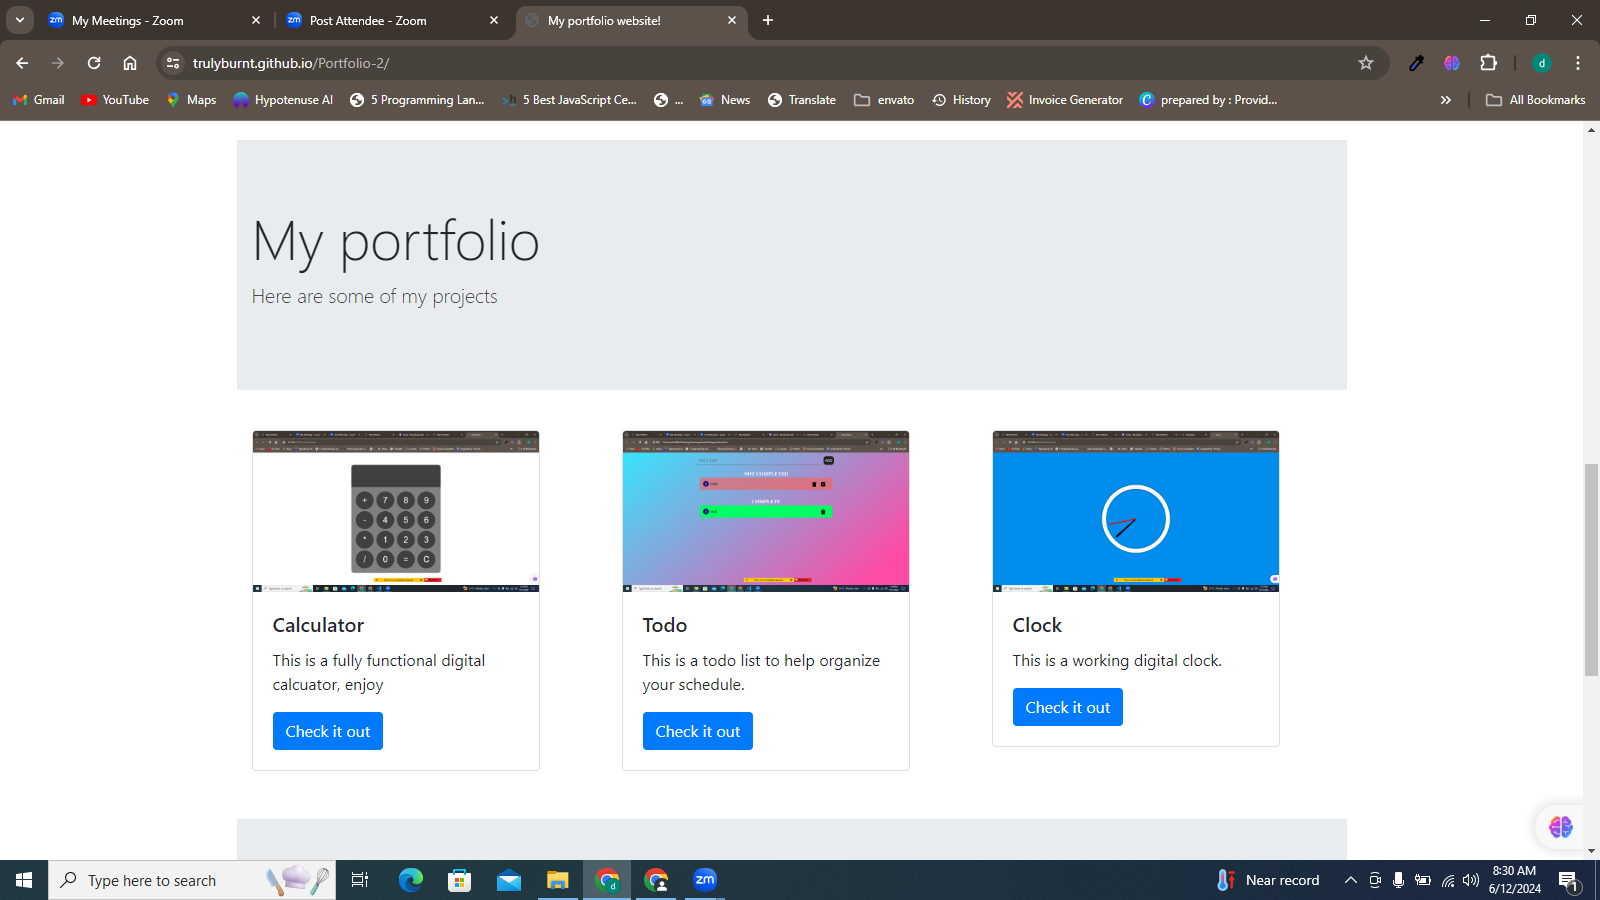 My Meetings - Zoom
Post Attendee - Zoom
My portfolio website!
trulyburnt.github.io/Portfolio-2/
d
Gmail
YouTube
Maps
Hypotenuse AI
5 Programming Lan...
5 Best JavaScript Ce...
...
News
Translate
envato
History
Invoice Generator
prepared by : Provid...
All Bookmarks
My portfolio
Here are some of my projects
+ 7 8 9
- 4 5 6
* 1 2 3
/ 0 = C
ADD
NOT COMPLETED
COMPLETE
Calculator
This is a fully functional digital
calcuator, enjoy
Check it out
Todo
This is a todo list to help organize
your schedule.
Check it out
Clock
This is a working digital clock.
Check it out
Type here to search
zm
Near record
8:30 AM
6/12/2024
1